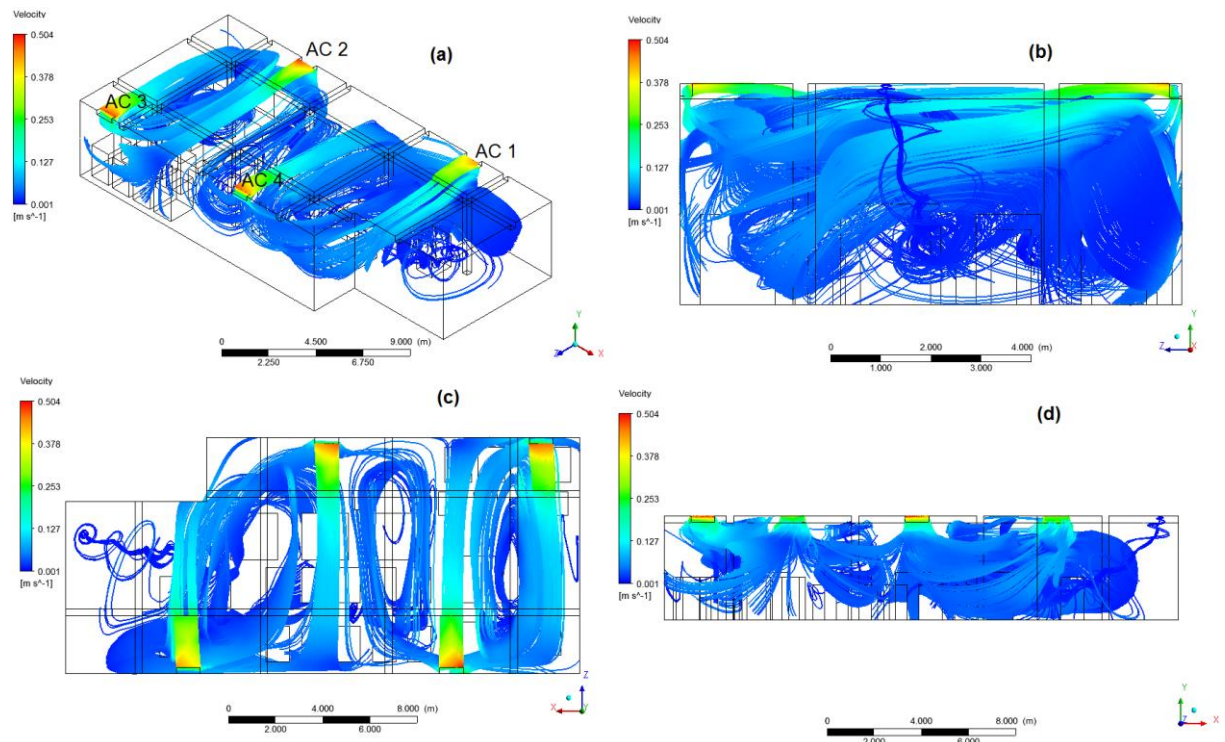 Velocity
0.504
0.378
0.253
0.127
0.001
[m s^-1]
(a)
AC 2
AC 3
AC 1
AC 4
0
4.500
9.000 (m)
2.250
6.750
Y
Z
X
Velocity
0.504
0.378
0.253
0.127
0.001
[m s^-1]
(b)
0
2.000
4.000 (m)
1.000
3.000
Y
Z
X
Velocity
0.504
0.378
0.253
0.127
0.001
[m s^-1]
(c)
0
4.000
8.000 (m)
2.000
6.000
Z
X
Y
Velocity
0.504
0.378
0.253
0.127
0.001
[m s^-1]
(d)
0
4.000
8.000 (m)
2.000
6.000
Y
Z
X